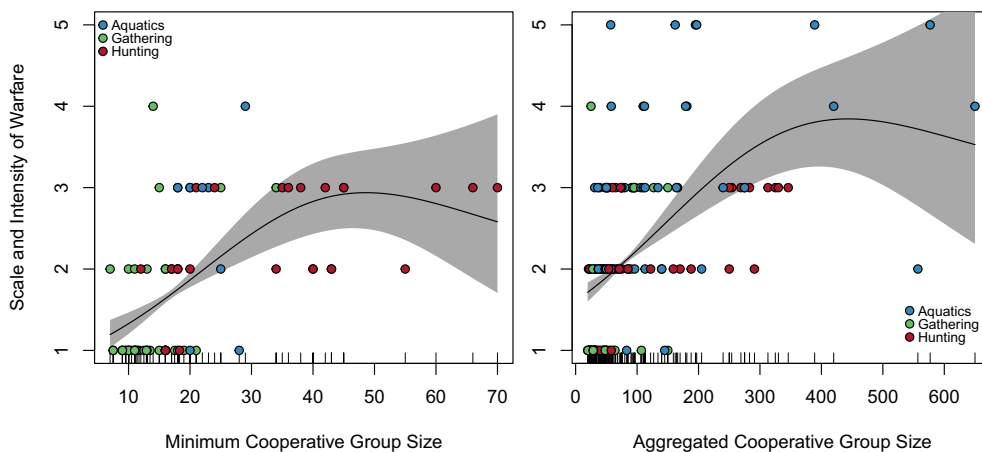 Scale and Intensity of Warfare
5
4
3
2
1
Aquatics
Gathering
Hunting
10 20 30 40 50 60 70
Minimum Cooperative Group Size
5
4
3
2
1
Aquatics
Gathering
Hunting
0 100 200 300 400 500 600
Aggregated Cooperative Group Size